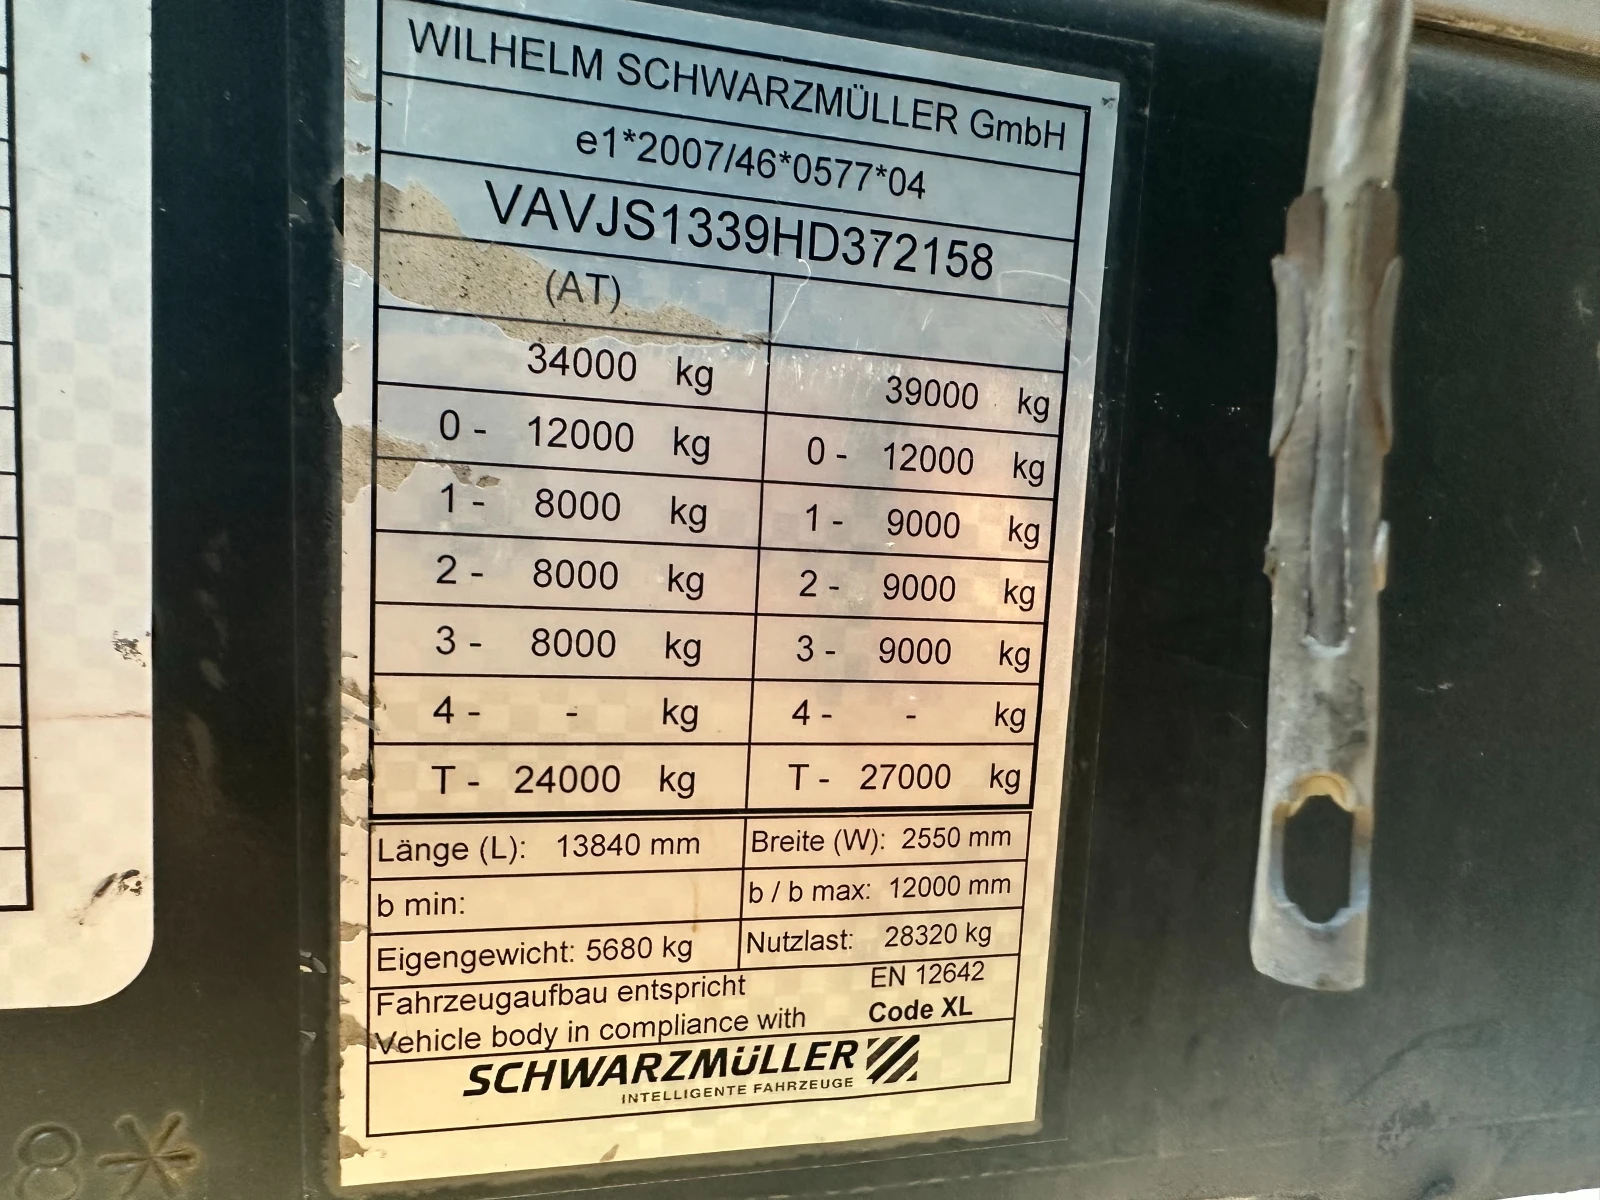 WILHELM SCHWARZMÜLLER GmbH
e1*2007/46*0577*04
VAVJS1339HD372158
(AT)
34000 kg 39000 kg
0 - 12000 kg 0 - 12000 kg
1 - 8000 kg 1 - 9000 kg
2 - 8000 kg 2 - 9000 kg
3 - 8000 kg 3 - 9000 kg
4 - - kg 4 - - kg
T - 24000 kg T - 27000 kg
Länge (L): 13840 mm Breite (W): 2550 mm
b min: b / b max: 12000 mm
Eigengewicht: 5680 kg Nutzlast: 28320 kg
Fahrzeugaufbau entspricht EN 12642
Vehicle body in compliance with Code XL
SCHWARZMÜLLER
INTELLIGENTE FAHRZEUGE
8*